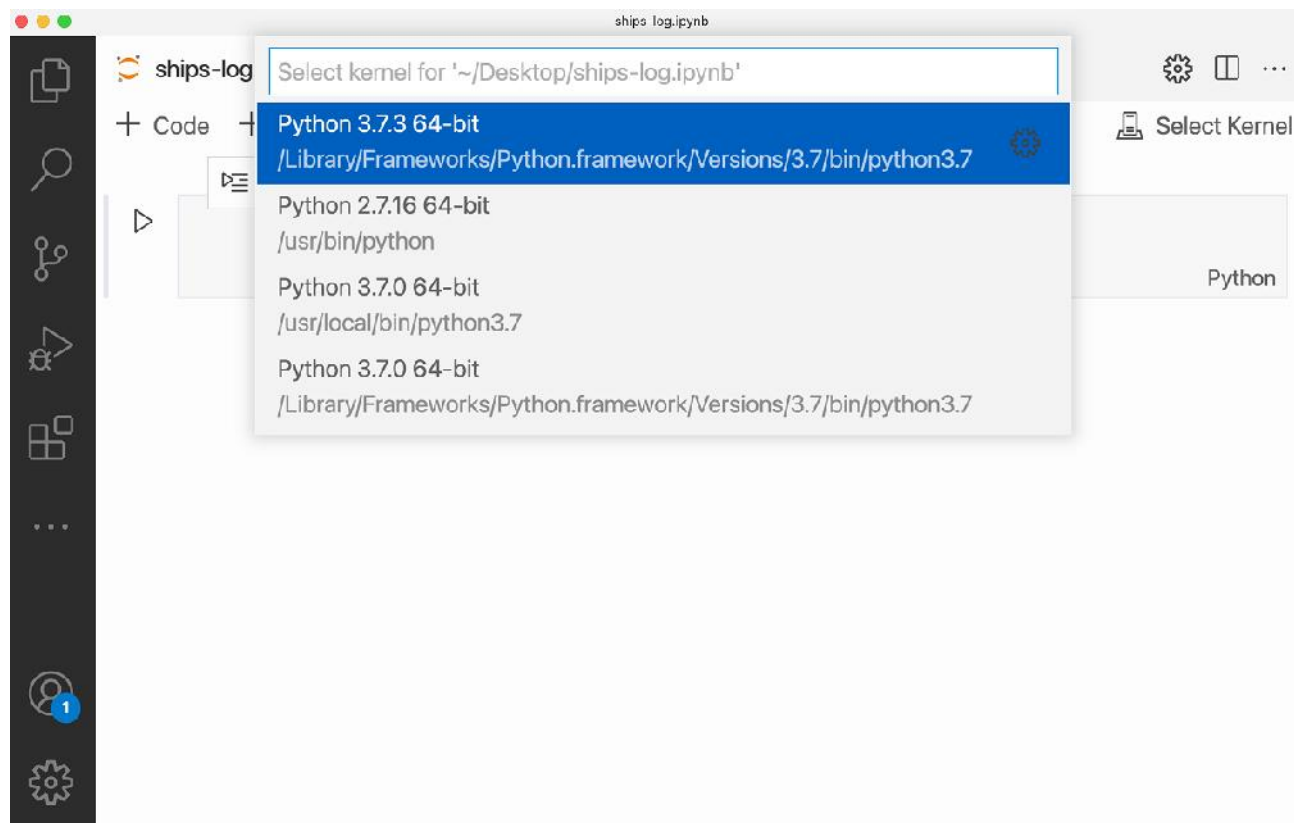 ships-log.ipynb
ships-log
Select kernel for '~/Desktop/ships-log.ipynb'
+ Code +
Select Kernel
Python 3.7.3 64-bit
/Library/Frameworks/Python.framework/Versions/3.7/bin/python3.7
Python 2.7.16 64-bit
/usr/bin/python
Python
Python 3.7.0 64-bit
/usr/local/bin/python3.7
Python 3.7.0 64-bit
/Library/Frameworks/Python.framework/Versions/3.7/bin/python3.7
1